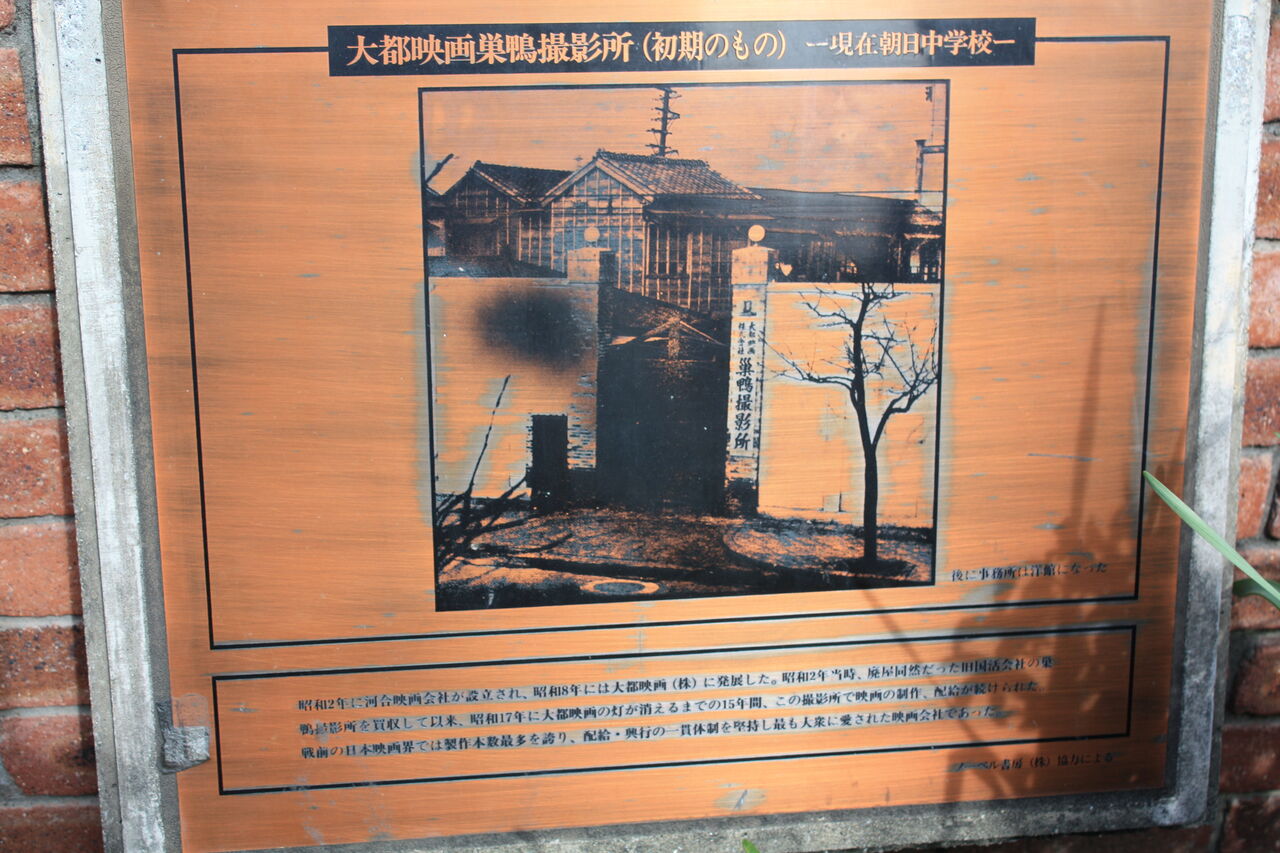 大都映画巣鴨撮影所(初期のもの) ー現在朝日中学校ー
大都映画
株式会社
巣鴨撮影所
後に事務所は洋館になった
昭和2年に河合映画会社が設立され、昭和8年には大都映画(株)に発展した。昭和2年当時、廃屋同然だった旧国活会社の巣
鴨撮影所を買収して以来、昭和17年に大都映画の灯が消えるまでの15年間、この撮影所で映画の制作、配給が続けられた。
戦前の日本映画界では製作本数最多を誇り、配給・興行の一貫体制を堅持し最も大衆に愛された映画会社であった。
ノーベル書房(株)協力による